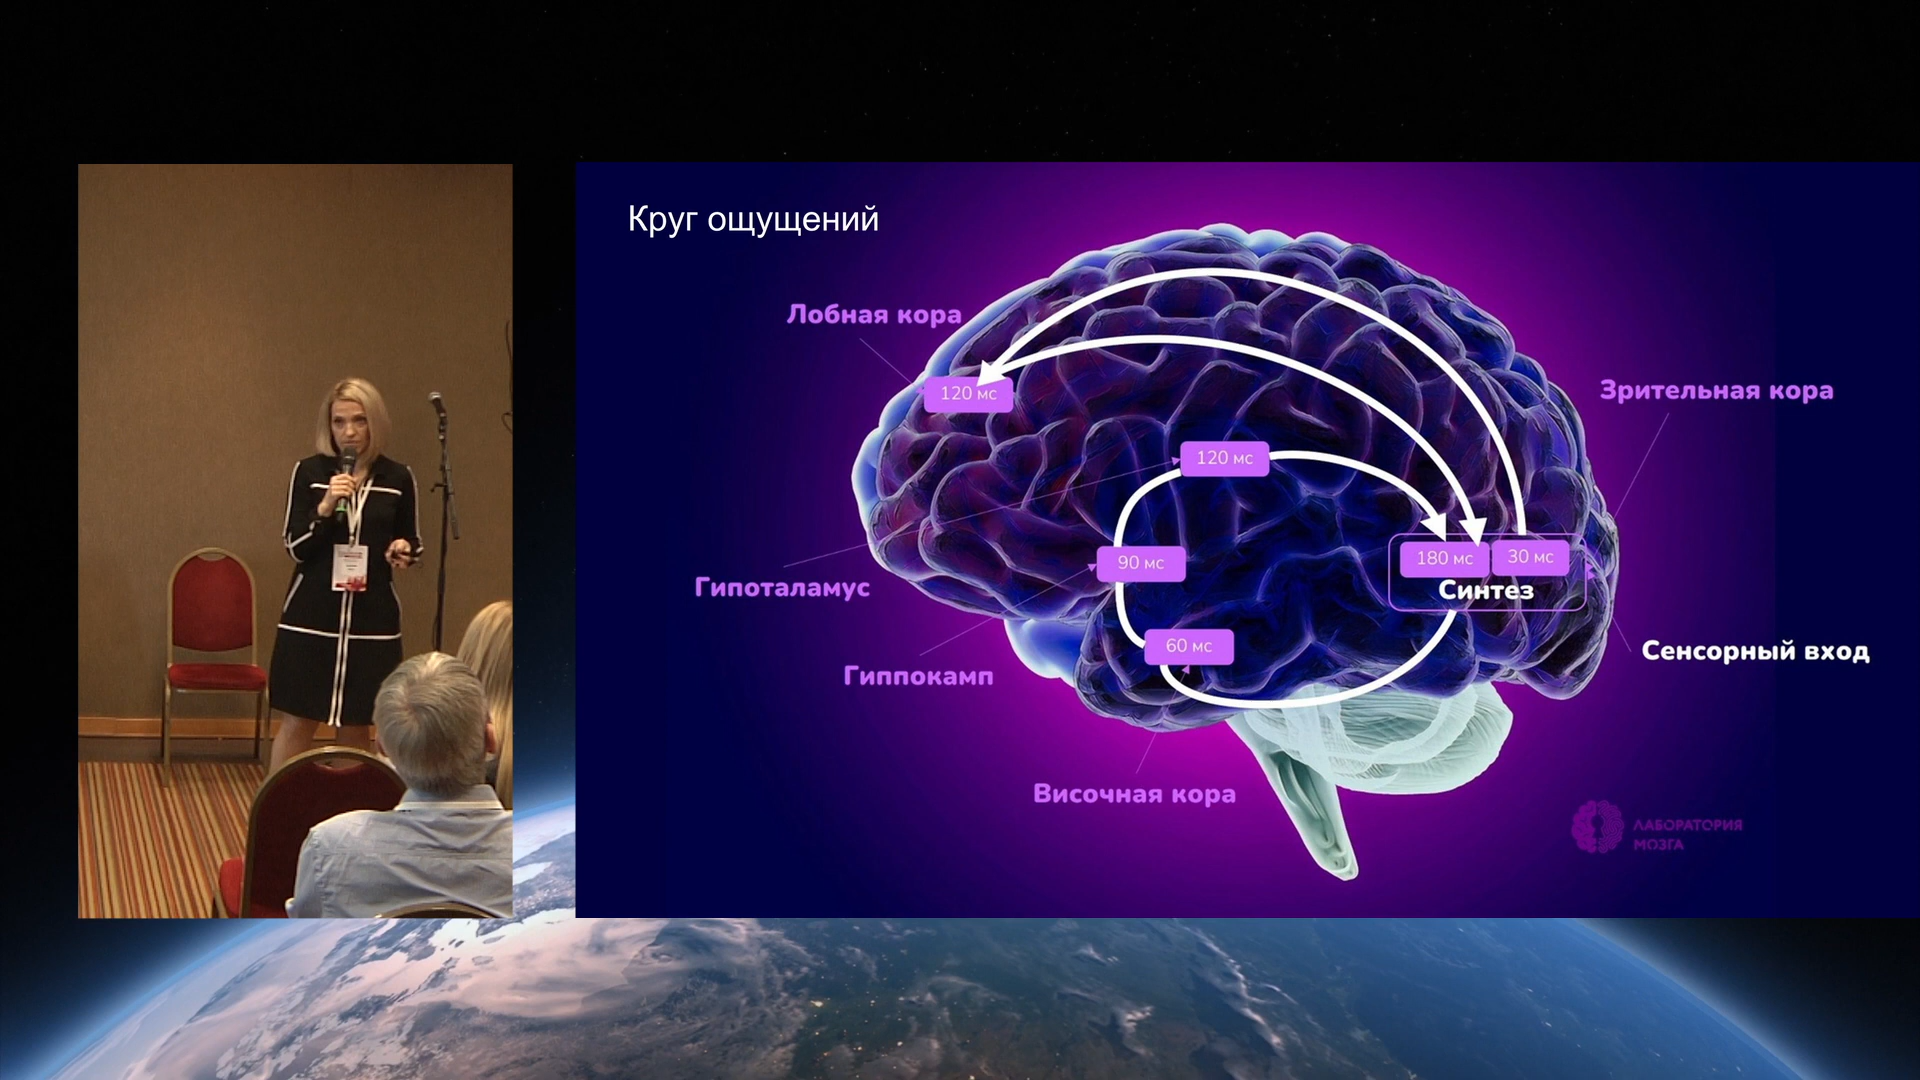 Круг ощущений
Лобная кора
120 мс
Зрительная кора
120 мс
180 мс
30 мс
Синтез
90 мс
Гипоталамус
60 мс
Сенсорный вход
Гиппокамп
Височная кора
ЛАБОРАТОРИЯ
МОЗГА